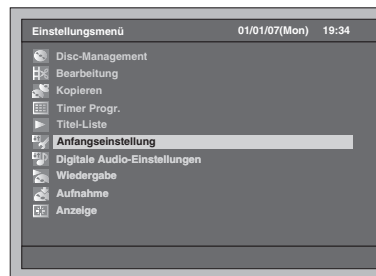 Einstellungsmenü 01/01/07(Mon) 19:34
Disc-Management
Bearbeitung
Kopieren
Timer Progr.
Titel-Liste
Anfangseinstellung
Digitale Audio-Einstellungen
Wiedergabe
Aufnahme
Anzeige